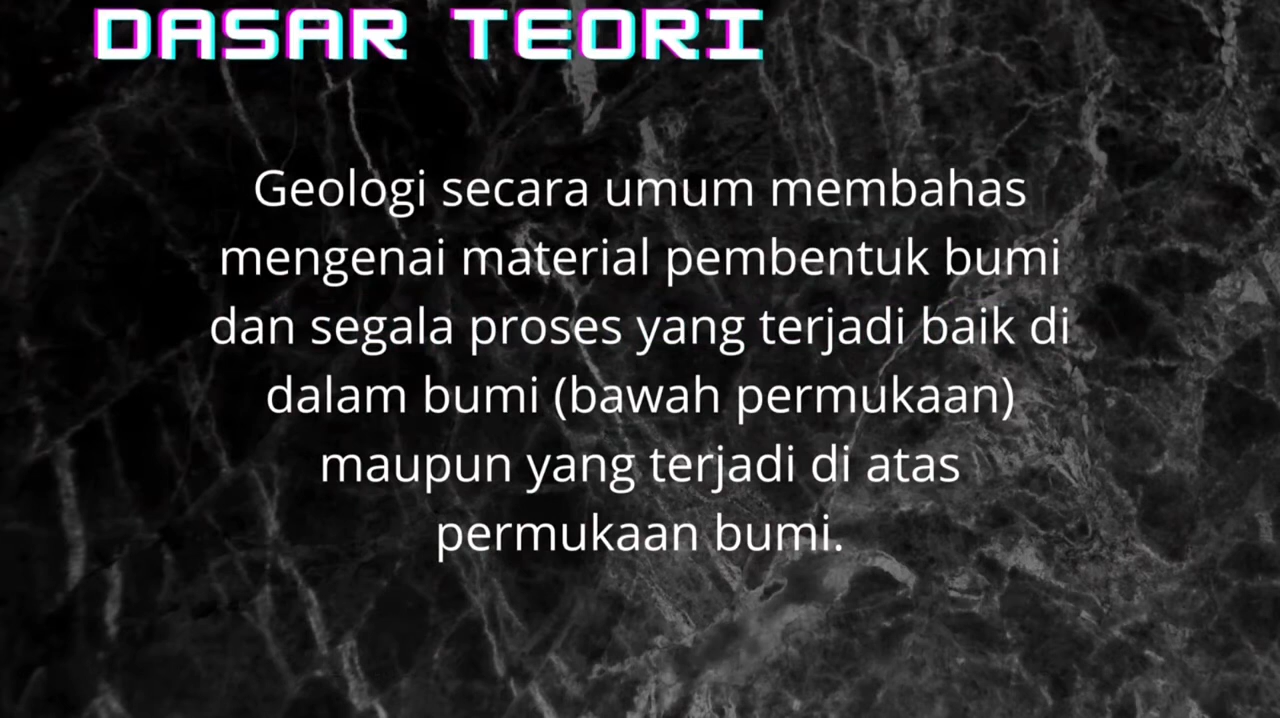 DASAR TEORI
Geologi secara umum membahas
mengenai material pembentuk bumi
dan segala proses yang terjadi baik di
dalam bumi (bawah permukaan)
maupun yang terjadi di atas
permukaan bumi.